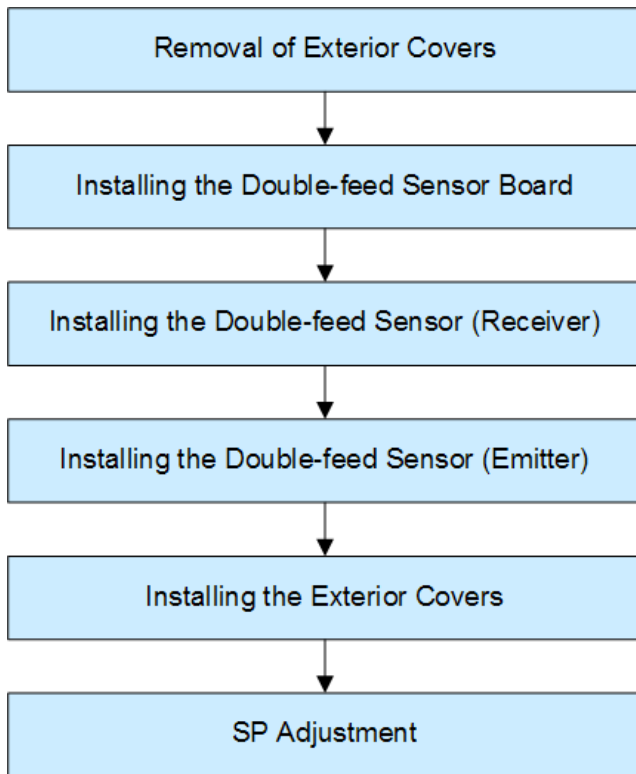 Removal of Exterior Covers
Installing the Double-feed Sensor Board
Installing the Double-feed Sensor (Receiver)
Installing the Double-feed Sensor (Emitter)
Installing the Exterior Covers
SP Adjustment